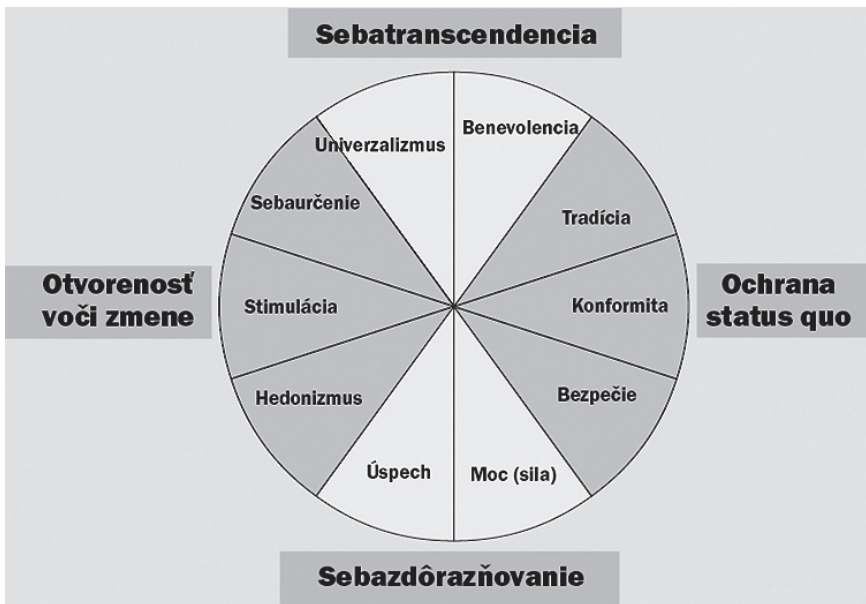 Sebatranscendencia
Univerzalizmus
Benevolencia
Sebaurčenie
Tradícia
Otvorenosť
voči zmene
Stimulácia
Konformita
Ochrana
status quo
Hedonizmus
Bezpečie
Úspech
Moc (sila)
Sebazdôrazňovanie